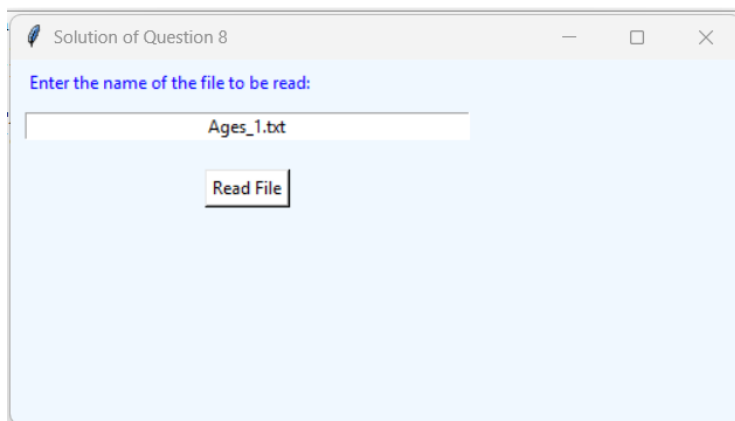 Solution of Question 8
Enter the name of the file to be read:
Ages_1.txt
Read File